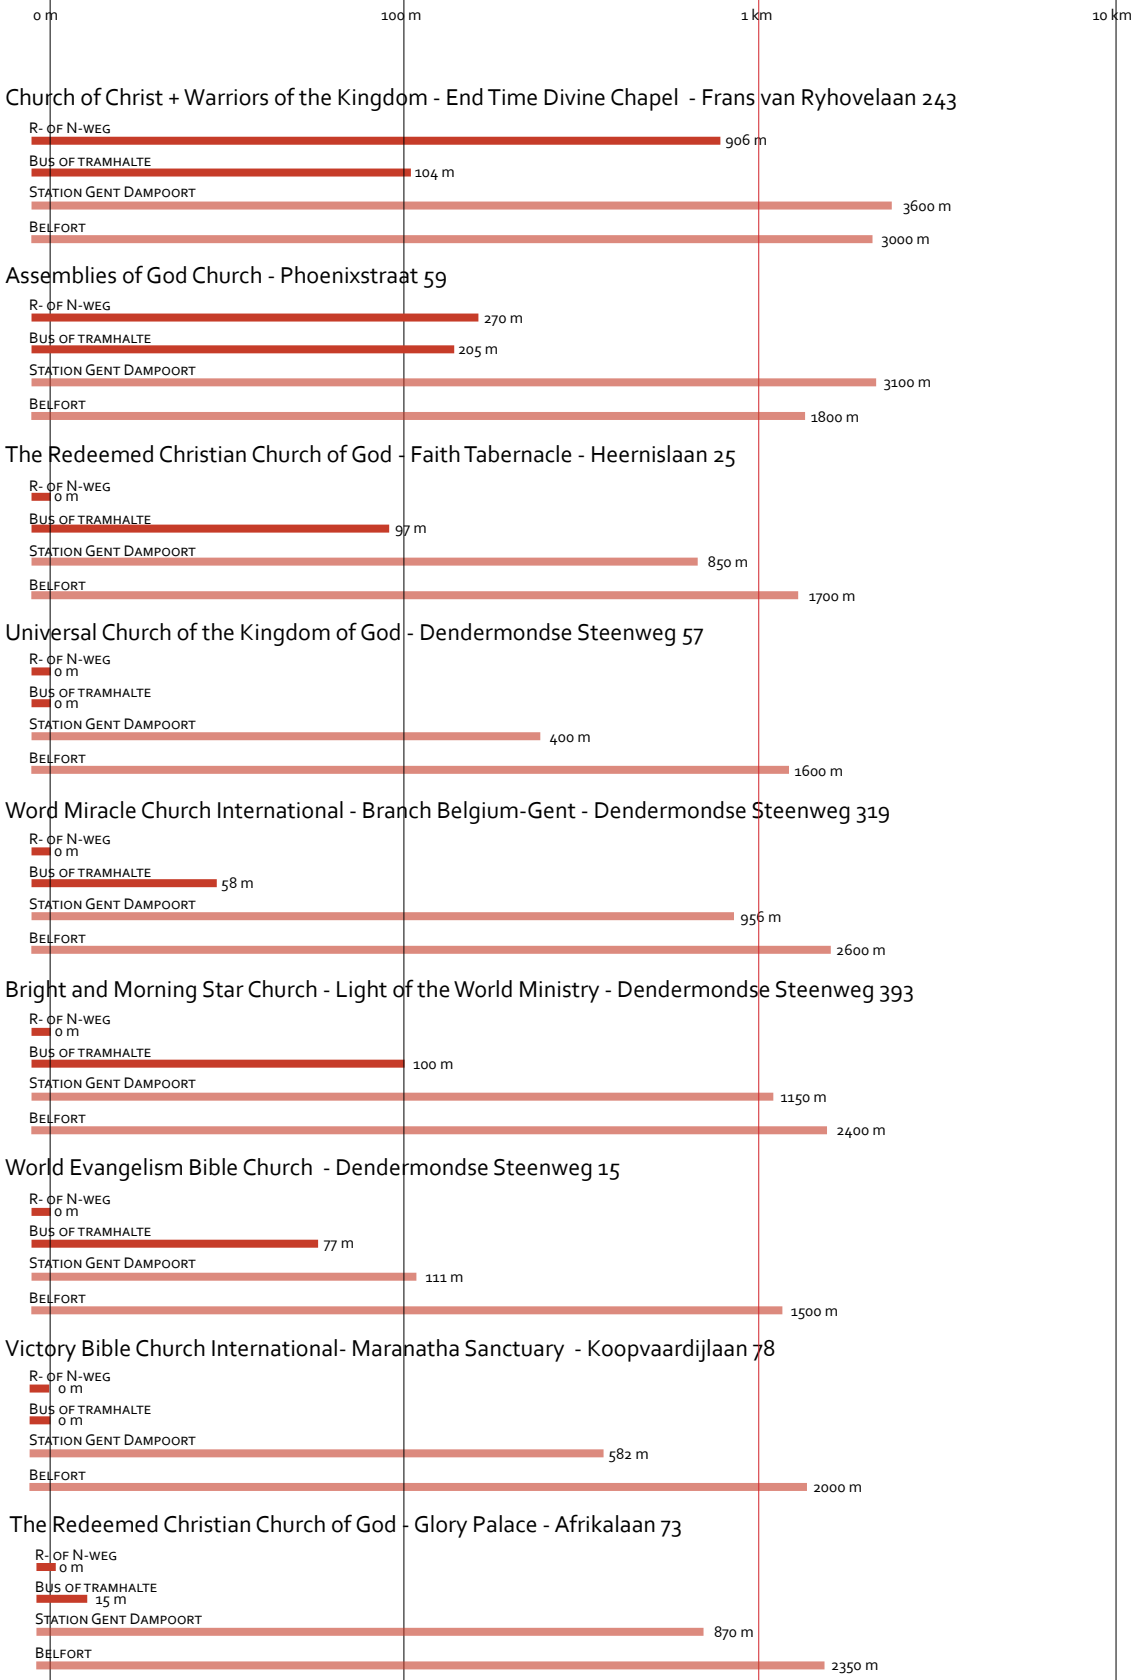 0 m 100 m 1 km 10 km
Church of Christ + Warriors of the Kingdom - End Time Divine Chapel - Frans van Ryhovelaan 243
R- of N-weg
906 m
Bus of tramhalte
104 m
Station Gent Dampoort
3600 m
Belfort
3000 m
Assemblies of God Church - Phoenixstraat 59
R- of N-weg
270 m
Bus of tramhalte
205 m
Station Gent Dampoort
3100 m
Belfort
1800 m
The Redeemed Christian Church of God - Faith Tabernacle - Heernislaan 25
R- of N-weg
0 m
Bus of tramhalte
97 m
Station Gent Dampoort
850 m
Belfort
1700 m
Universal Church of the Kingdom of God - Dendermondse Steenweg 57
R- of N-weg
0 m
Bus of tramhalte
0 m
Station Gent Dampoort
400 m
Belfort
1600 m
Word Miracle Church International - Branch Belgium-Gent - Dendermondse Steenweg 319
R- of N-weg
0 m
Bus of tramhalte
58 m
Station Gent Dampoort
956 m
Belfort
2600 m
Bright and Morning Star Church - Light of the World Ministry - Dendermondse Steenweg 393
R- of N-weg
0 m
Bus of tramhalte
100 m
Station Gent Dampoort
1150 m
Belfort
2400 m
World Evangelism Bible Church - Dendermondse Steenweg 15
R- of N-weg
0 m
Bus of tramhalte
77 m
Station Gent Dampoort
111 m
Belfort
1500 m
Victory Bible Church International- Maranatha Sanctuary - Koopvaardijlaan 78
R- of N-weg
0 m
Bus of tramhalte
0 m
Station Gent Dampoort
582 m
Belfort
2000 m
The Redeemed Christian Church of God - Glory Palace - Afrikalaan 73
R- of N-weg
0 m
Bus of tramhalte
15 m
Station Gent Dampoort
870 m
Belfort
2350 m